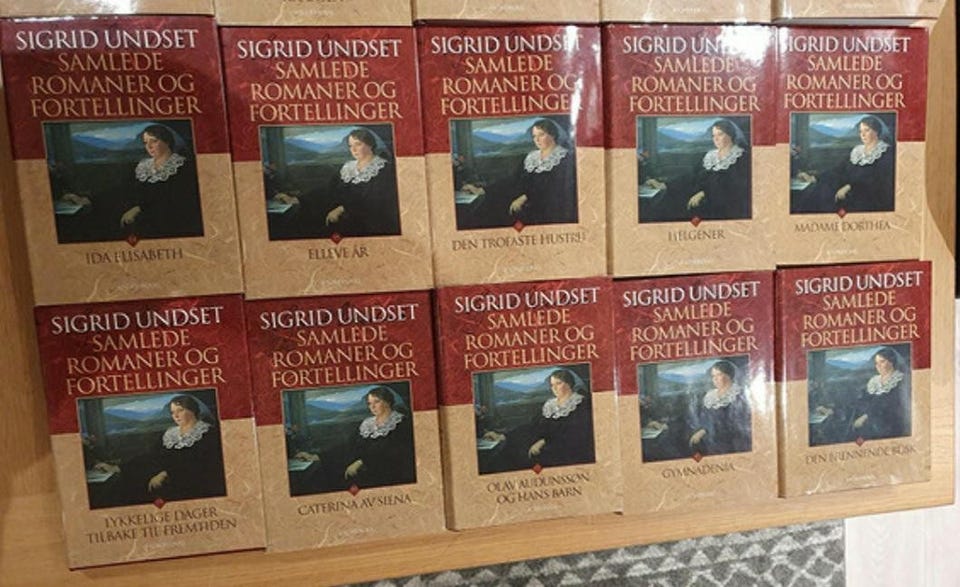 SIGRID UNDSET
SAMLEDE
ROMANER OG
FORTELLINGER
IDA ELISABETH
SIGRID UNDSET
SAMLEDE
ROMANER OG
FORTELLINGER
ELLEVE ÅR
SIGRID UNDSET
SAMLEDE
ROMANER OG
FORTELLINGER
DEN TROFASTE HUSTRU
SIGRID UNDSET
SAMLEDE
ROMANER OG
FORTELLINGER
HELGENER
SIGRID UNDSET
SAMLEDE
ROMANER OG
FORTELLINGER
MADAME DORTHEA
SIGRID UNDSET
SAMLEDE
ROMANER OG
FORTELLINGER
LYKKELIGE DAGER
TILBAKE TIL FREMTIDEN
SIGRID UNDSET
SAMLEDE
ROMANER OG
FORTELLINGER
CATERINA AV SIENA
SIGRID UNDSET
SAMLEDE
ROMANER OG
FORTELLINGER
OLAV AUDUNSSØN
OG HANS BARN
SIGRID UNDSET
SAMLEDE
ROMANER OG
FORTELLINGER
GYMNADENIA
SIGRID UNDSET
SAMLEDE
ROMANER OG
FORTELLINGER
DEN BRENNENDE BUSK